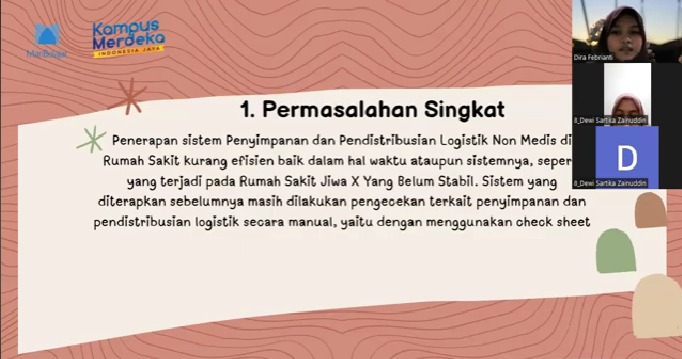 MariBelajar
Kampus
Merdeka
INDONESIA JAYA
Dina Febrianti
8_Dewi Sartika Zainuddin
D
8_Dewi Sartika Zainuddin
1. Permasalahan Singkat
Penerapan sistem Penyimpanan dan Pendistribusian Logistik Non Medis di
Rumah Sakit kurang efisien baik dalam hal waktu ataupun sistemnya, seper
yang terjadi pada Rumah Sakit Jiwa X Yang Belum Stabil. Sistem yang
diterapkan sebelumnya masih dilakukan pengecekan terkait penyimpanan dan
pendistribusian logistik secara manual, yaitu dengan menggunakan check sheet